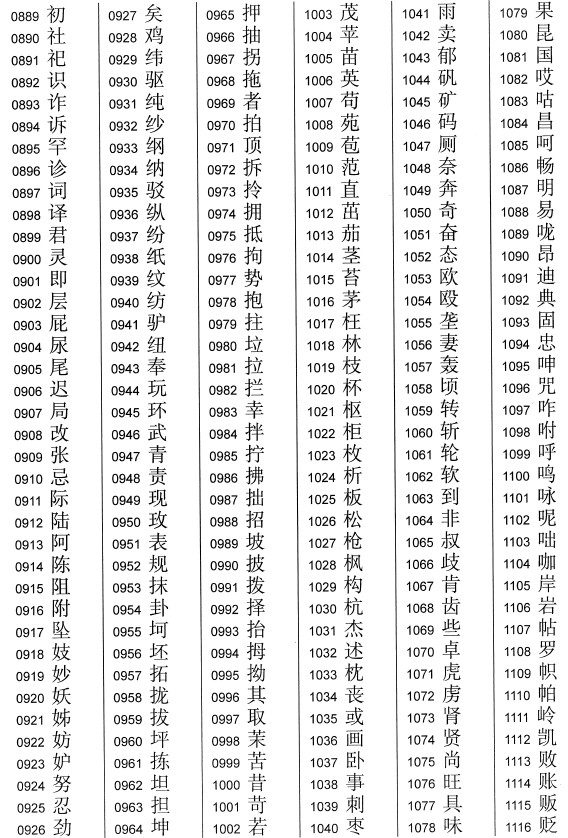 0889 初
0890 社
0891 祀
0892 识
0893 诈
0894 诉
0895 罕
0896 诊
0897 词
0898 译
0899 君
0900 灵
0901 即
0902 层
0903 屁
0904 尿
0905 尾
0906 迟
0907 局
0908 改
0909 张
0910 忌
0911 际
0912 陆
0913 阿
0914 陈
0915 阻
0916 附
0917 坠
0918 妓
0919 妙
0920 妖
0921 姊
0922 妨
0923 妒
0924 努
0925 忍
0926 劲
0927 矣
0928 鸡
0929 纬
0930 驱
0931 纯
0932 纱
0933 纲
0934 纳
0935 驳
0936 纵
0937 纷
0938 纸
0939 纹
0940 纺
0941 驴
0942 纽
0943 奉
0944 玩
0945 环
0946 武
0947 青
0948 责
0949 现
0950 玫
0951 表
0952 规
0953 抹
0954 卦
0955 坷
0956 坯
0957 拓
0958 拢
0959 拔
0960 坪
0961 拣
0962 坦
0963 担
0964 坤
0965 押
0966 抽
0967 拐
0968 拖
0969 者
0970 拍
0971 顶
0972 拆
0973 拎
0974 拥
0975 抵
0976 拘
0977 势
0978 抱
0979 拄
0980 垃
0981 拉
0982 拦
0983 幸
0984 拌
0985 拧
0986 拂
0987 拙
0988 招
0989 坡
0990 披
0991 拨
0992 择
0993 抬
0994 拇
0995 拗
0996 其
0997 取
0998 茉
0999 苦
1000 昔
1001 苛
1002 若
1003 茂
1004 苹
1005 苗
1006 英
1007 苟
1008 苑
1009 苞
1010 范
1011 直
1012 茁
1013 茄
1014 茎
1015 苔
1016 茅
1017 枉
1018 林
1019 枝
1020 杯
1021 枢
1022 柜
1023 枚
1024 析
1025 板
1026 松
1027 枪
1028 枫
1029 构
1030 杭
1031 杰
1032 述
1033 枕
1034 丧
1035 或
1036 画
1037 卧
1038 事
1039 刺
1040 枣
1041 雨
1042 卖
1043 郁
1044 矾
1045 矿
1046 码
1047 厕
1048 奈
1049 奔
1050 奇
1051 奋
1052 态
1053 欧
1054 殴
1055 垄
1056 妻
1057 轰
1058 顷
1059 转
1060 斩
1061 轮
1062 软
1063 到
1064 非
1065 叔
1066 歧
1067 肯
1068 齿
1069 些
1070 卓
1071 虎
1072 虏
1073 肾
1074 贤
1075 尚
1076 旺
1077 具
1078 味
1079 果
1080 昆
1081 国
1082 哎
1083 咕
1084 昌
1085 呵
1086 畅
1087 明
1088 易
1089 咙
1090 昂
1091 迪
1092 典
1093 固
1094 忠
1095 呻
1096 咒
1097 咋
1098 咐
1099 呼
1100 鸣
1101 咏
1102 呢
1103 咄
1104 咖
1105 岸
1106 岩
1107 帖
1108 罗
1109 帜
1110 帕
1111 岭
1112 凯
1113 败
1114 账
1115 贩
1116 贬